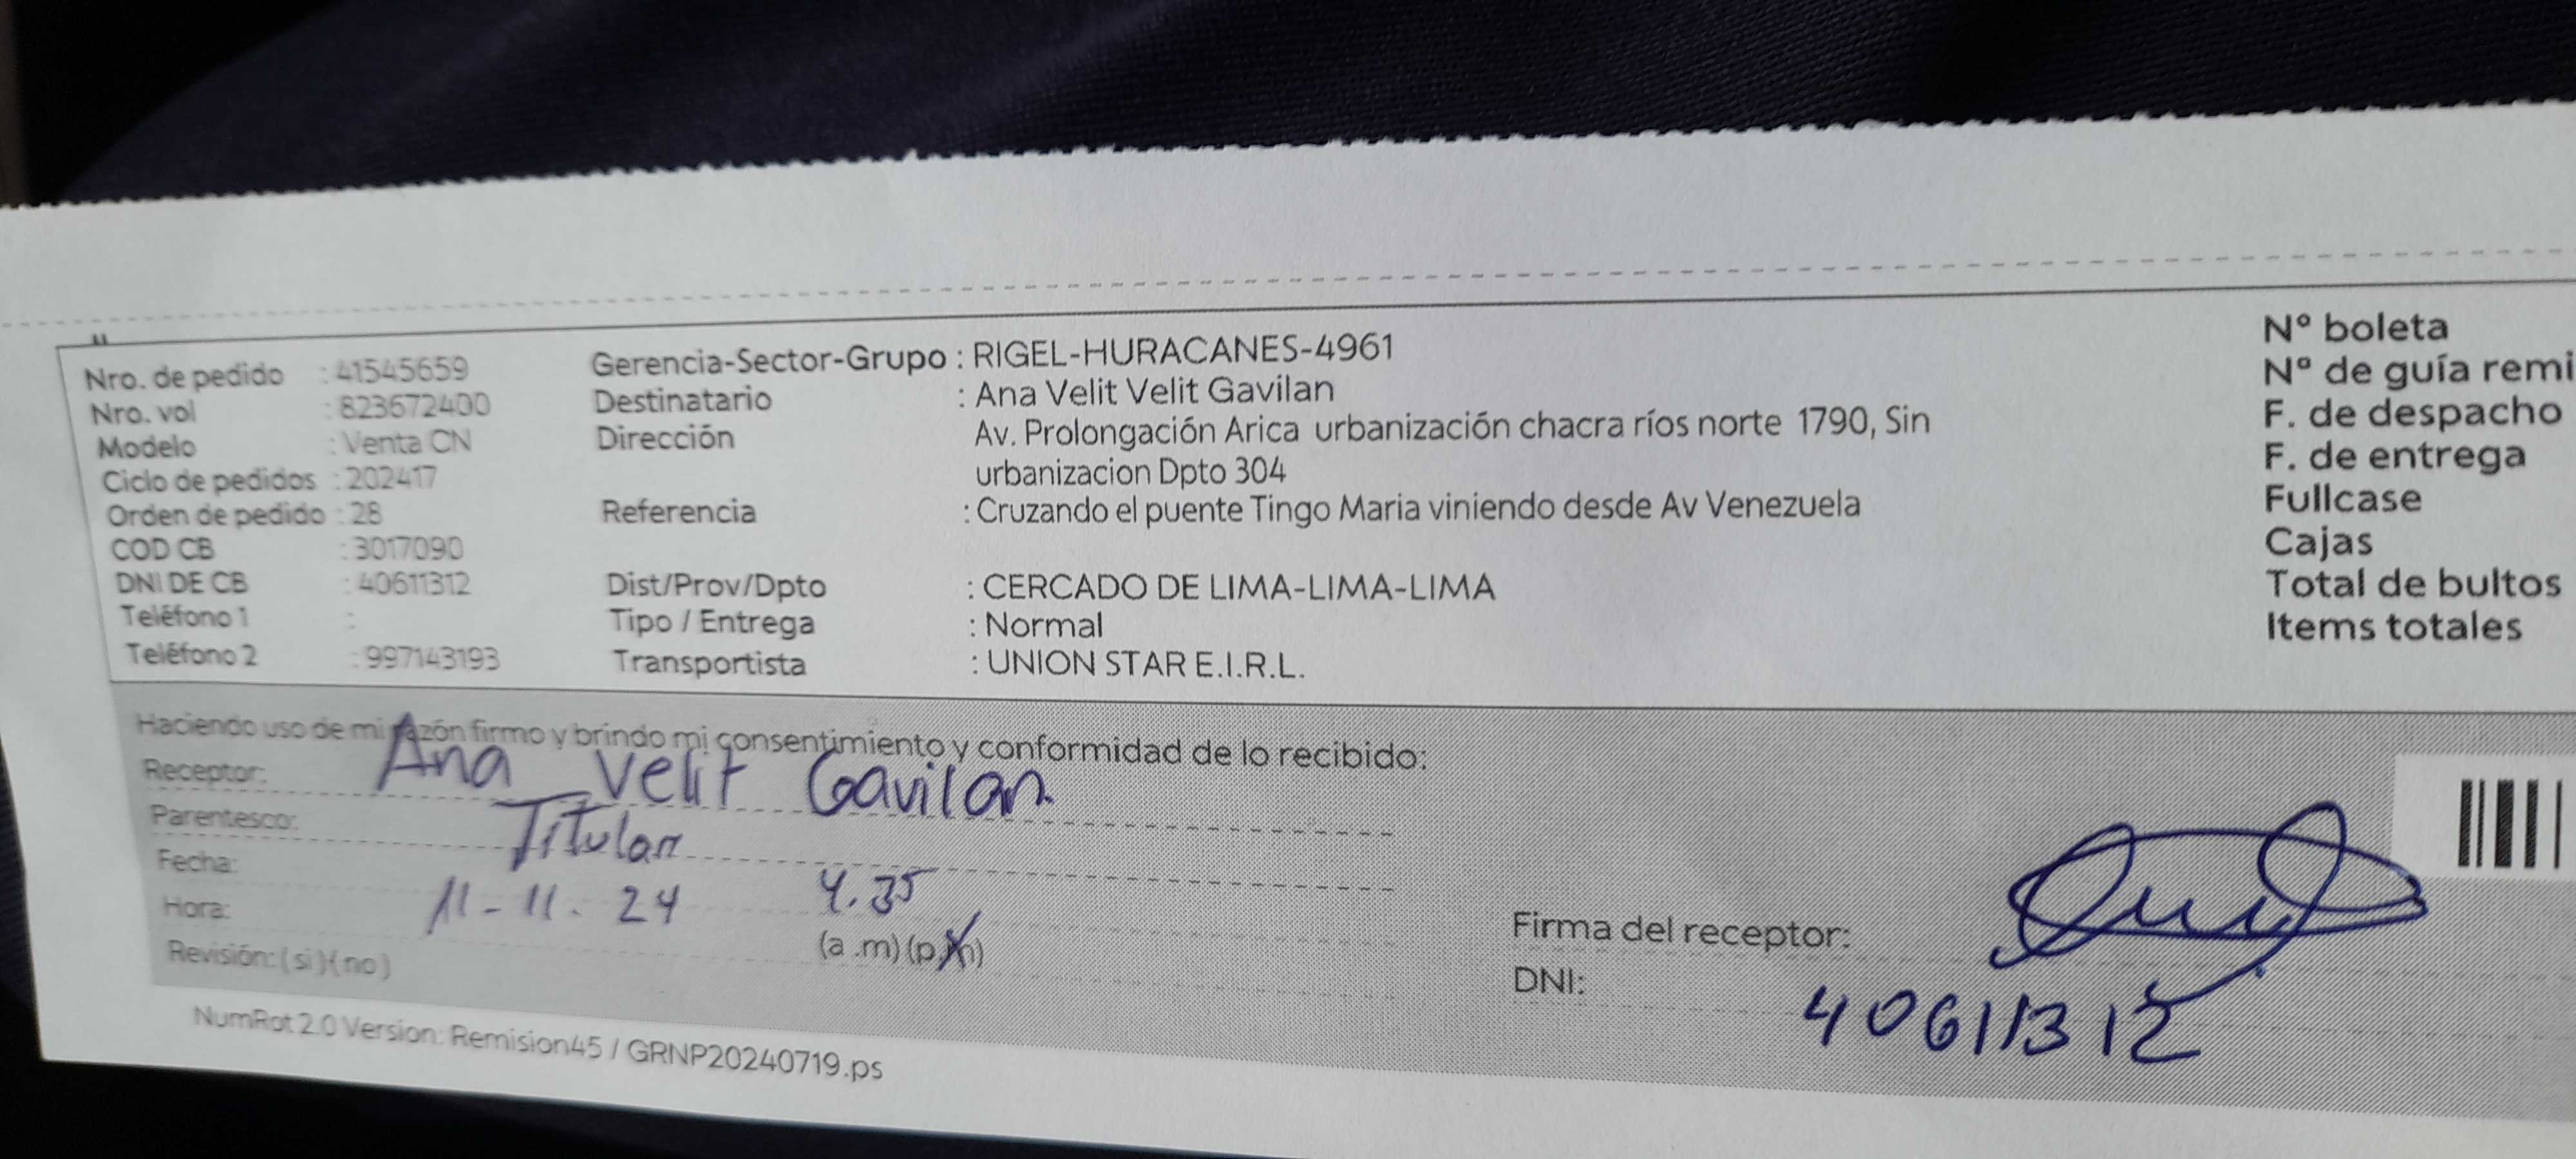 Nro. de pedido : 41545659
Nro. vol : 823672400
Modelo : Venta CN
Ciclo de pedidos : 202417
Orden de pedido : 28
COD CB : 3017090
DNI DE CB : 40611312
Teléfono 1 :
Teléfono 2 : 997143193
Gerencia-Sector-Grupo : RIGEL-HURACANES-4961
Destinatario : Ana Velit Velit Gavilan
Dirección Av. Prolongación Arica urbanización chacra ríos norte 1790, Sin
urbanizacion Dpto 304
Referencia : Cruzando el puente Tingo Maria viniendo desde Av Venezuela
Dist/Prov/Dpto : CERCADO DE LIMA-LIMA-LIMA
Tipo / Entrega : Normal
Transportista : UNION STAR E.I.R.L.
N° boleta
Nª de guía remi
F. de despacho
F. de entrega
Fullcase
Cajas
Total de bultos
Items totales
Haciendo uso de mi razón firmo y brindo mi consentimiento y conformidad de lo recibido:
Receptor: Ana Velit Gavilan
Parentesco: Titular
Fecha: 11-11-24
Hora: 4.35
(a .m) (p.m)
Revisión: ( si )( no )
Firma del receptor:
DNI: 40611312
NumRot 2.0 Version: Remision45 / GRNP20240719.ps